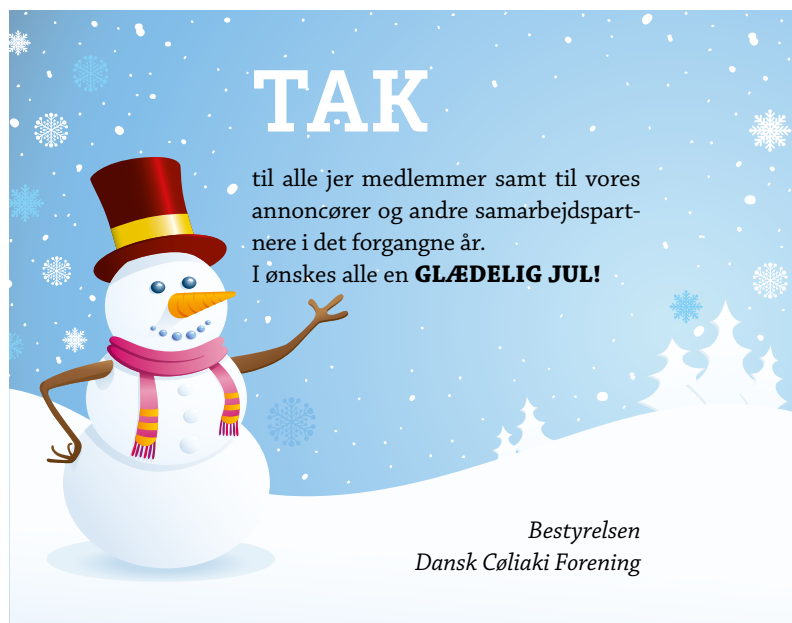 TAK
til alle jer medlemmer samt til vores
annoncører og andre samarbejdspart-
nere i det forgangne år.
I ønskes alle en GLÆDELIG JUL!
Bestyrelsen
Dansk Cøliaki Forening